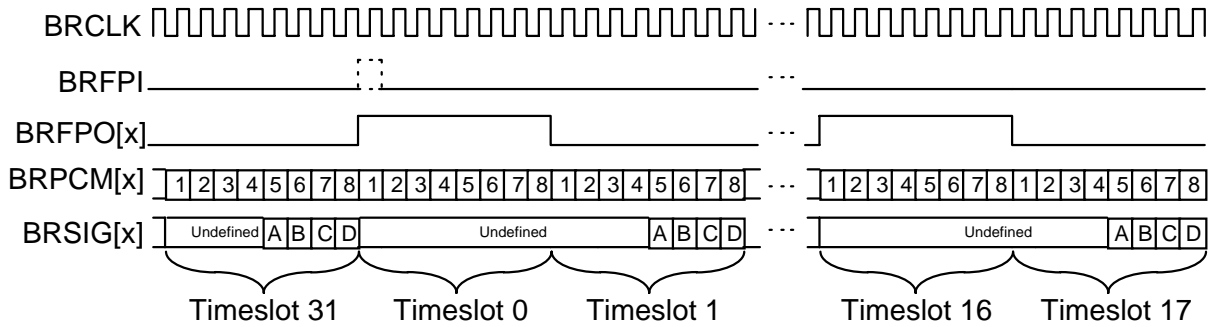 BRCLK ...
BRFPI ...
BRFPO[x] ...
BRPCM[x] 1 2 3 4 5 6 7 8 1 2 3 4 5 6 7 8 1 2 3 4 5 6 7 8 ... 1 2 3 4 5 6 7 8 1 2 3 4 5 6 7 8
BRSIG[x] Undefined A B C D Undefined A B C D ... Undefined A B C D
Timeslot 31 Timeslot 0 Timeslot 1 Timeslot 16 Timeslot 17